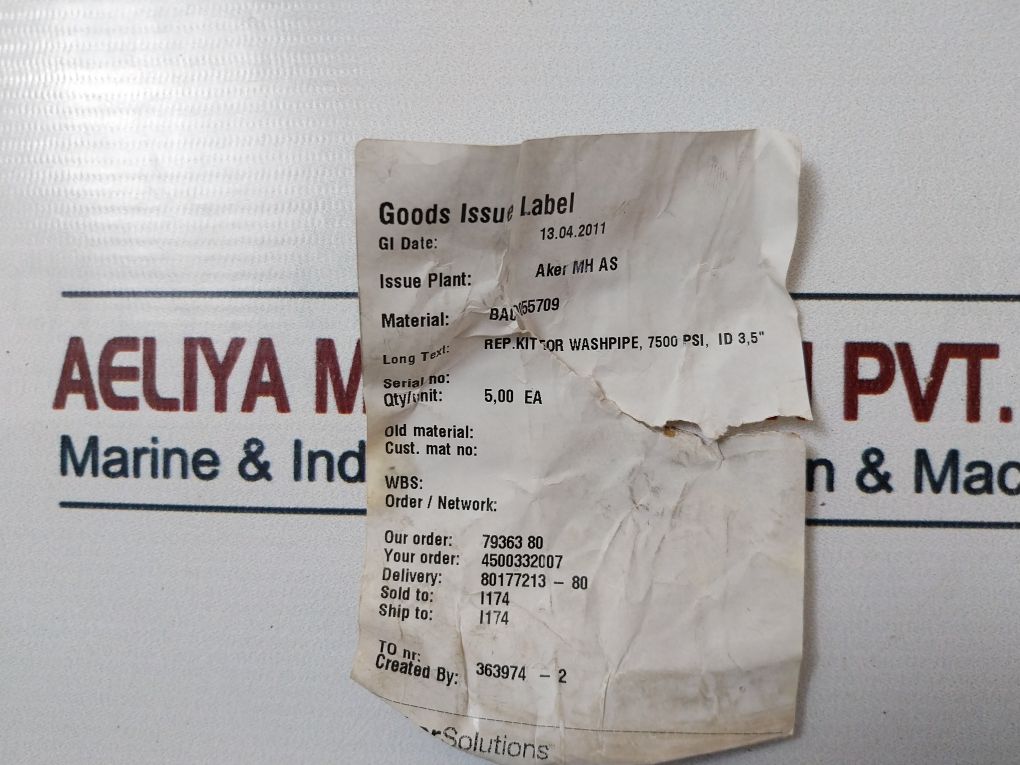 Goods Issue Label
GI Date: 13.04.2011
Issue Plant: Aker MH AS
Material: BAD055709
Long Text: REP.KIT FOR WASHPIPE, 7500 PSI, ID 3,5"
Serial no:
Qty/unit: 5,00 EA
Old material:
Cust. mat no:
WBS:
Order / Network:
Our order: 79363 80
Your order: 4500332007
Delivery: 80177213 - 80
Sold to: I174
Ship to: I174
TO nr:
Created By: 363974 - 2
Solutions
AELIYA M PVT.
Marine & Ind n & Mac